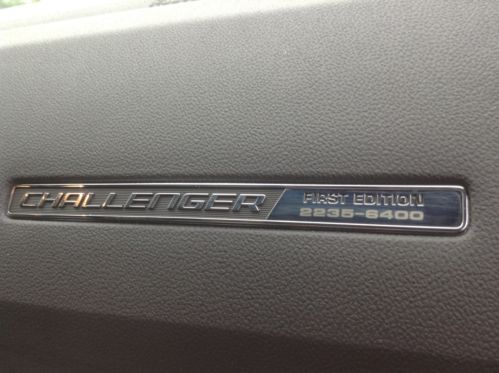 CHALLENGER
FIRST EDITION
2235-6400